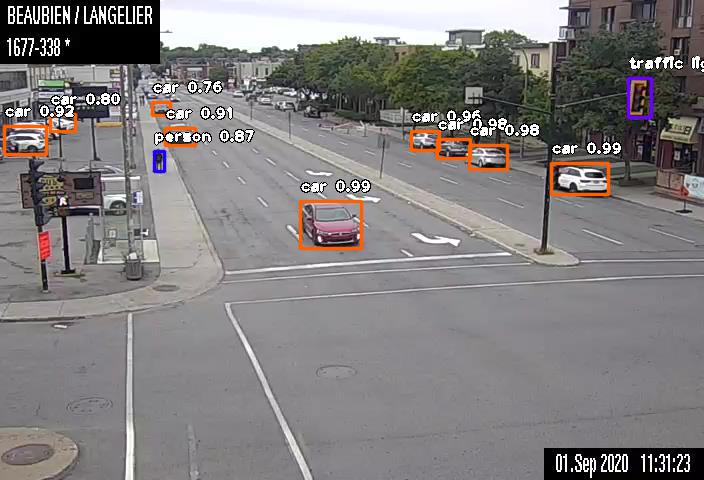 BEAUBIEN / LANGELIER
1677-338 *
car 0.76
car 0.80
car 0.92
car 0.91
person 0.87
car 0.96
car 0.98
car 0.98
car 0.99
car 0.99
traffic lig
01.Sep 2020 11:31:23